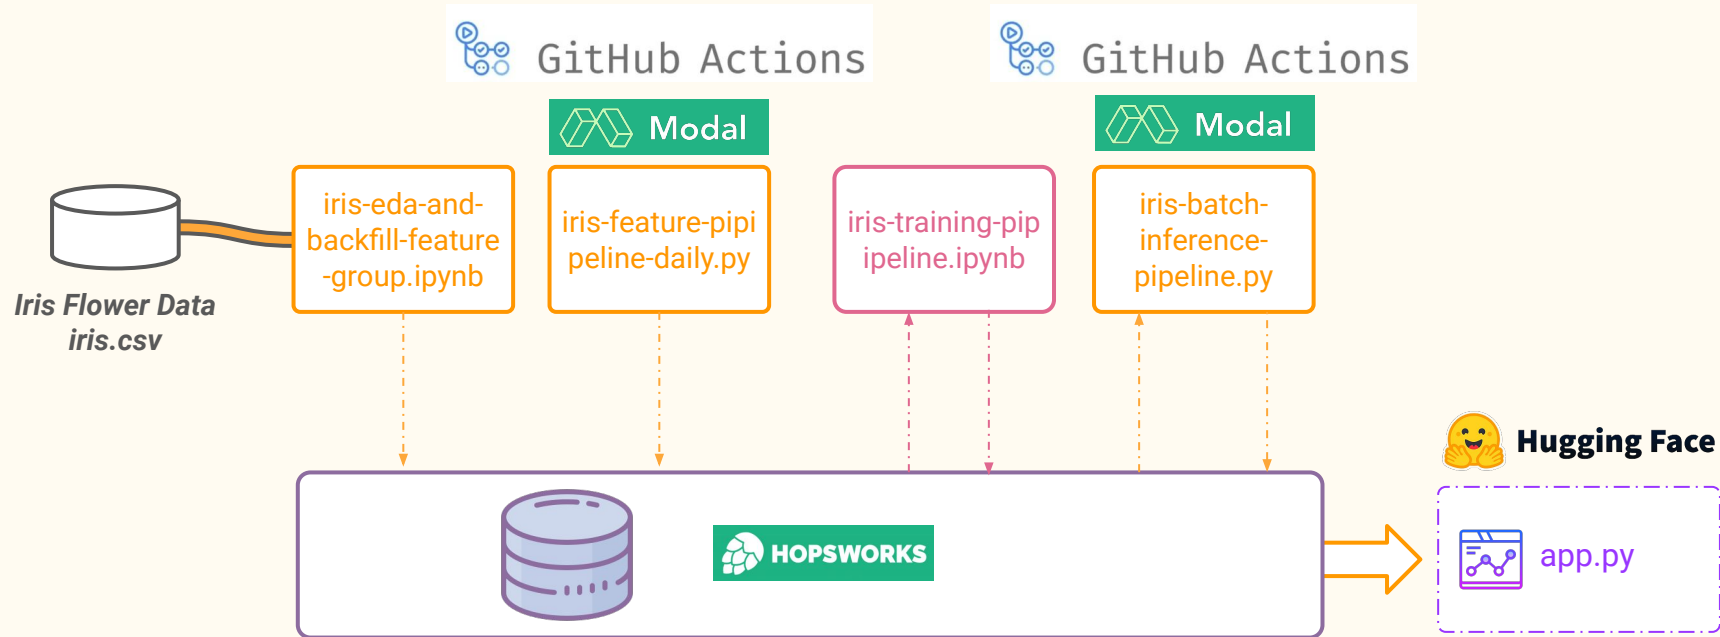 GitHub Actions
GitHub Actions
Modal
Modal
iris-eda-and-
backfill-feature
-group.ipynb
iris-feature-pipi
peline-daily.py
iris-training-pip
ipeline.ipynb
iris-batch-
inference-
pipeline.py
Iris Flower Data
iris.csv
Hugging Face
HOPSWORKS
app.py